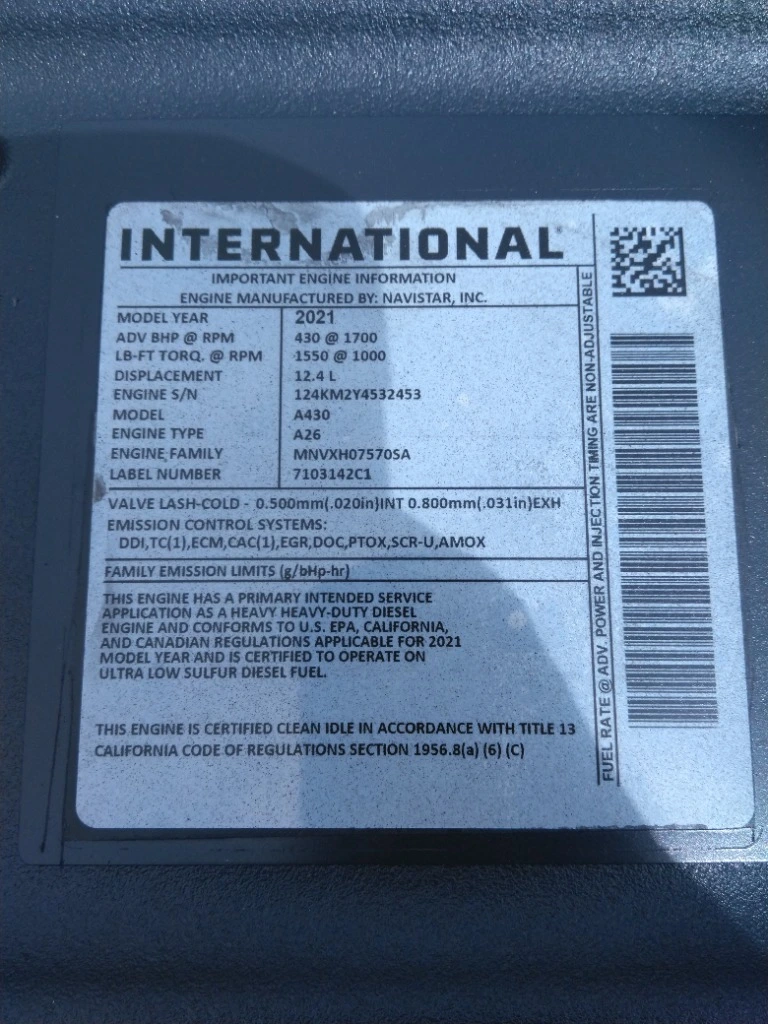 INTERNATIONAL
IMPORTANT ENGINE INFORMATION
ENGINE MANUFACTURED BY: NAVISTAR, INC.
MODEL YEAR 2021
ADV BHP @ RPM 430 @ 1700
LB-FT TORQ. @ RPM 1550 @ 1000
DISPLACEMENT 12.4 L
ENGINE S/N 124KM2Y4532453
MODEL A430
ENGINE TYPE A26
ENGINE FAMILY MNVXH07570SA
LABEL NUMBER 7103142C1
VALVE LASH-COLD - 0.500mm(.020in)INT 0.800mm(.031in)EXH
EMISSION CONTROL SYSTEMS:
DDI,TC(1),ECM,CAC(1),EGR,DOC,PTOX,SCR-U,AMOX
FAMILY EMISSION LIMITS (g/bHp-hr)
THIS ENGINE HAS A PRIMARY INTENDED SERVICE
APPLICATION AS A HEAVY HEAVY-DUTY DIESEL
ENGINE AND CONFORMS TO U.S. EPA, CALIFORNIA,
AND CANADIAN REGULATIONS APPLICABLE FOR 2021
MODEL YEAR AND IS CERTIFIED TO OPERATE ON
ULTRA LOW SULFUR DIESEL FUEL.
THIS ENGINE IS CERTIFIED CLEAN IDLE IN ACCORDANCE WITH TITLE 13
CALIFORNIA CODE OF REGULATIONS SECTION 1956.8(a) (6) (C)
FUEL RATE @ ADV. POWER AND INJECTION TIMING ARE NON-ADJUSTABLE